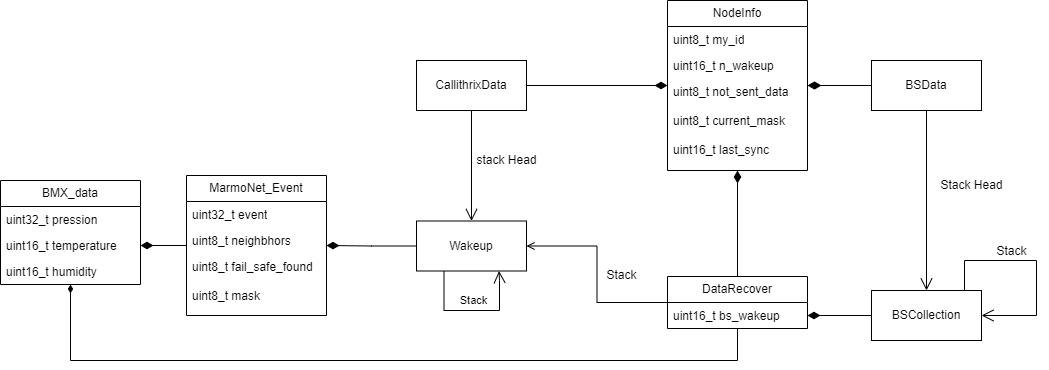 NodeInfo
uint8_t my_id
uint16_t n_wakeup
uint8_t not_sent_data
uint8_t current_mask
uint16_t last_sync
CallithrixData
BSData
stack Head
Stack Head
BMX_data
uint32_t pression
uint16_t temperature
uint16_t humidity
MarmoNet_Event
uint32_t event
uint8_t neighbhors
uint8_t fail_safe_found
uint8_t mask
Wakeup
Stack
Stack
DataRecover
uint16_t bs_wakeup
BSCollection
Stack